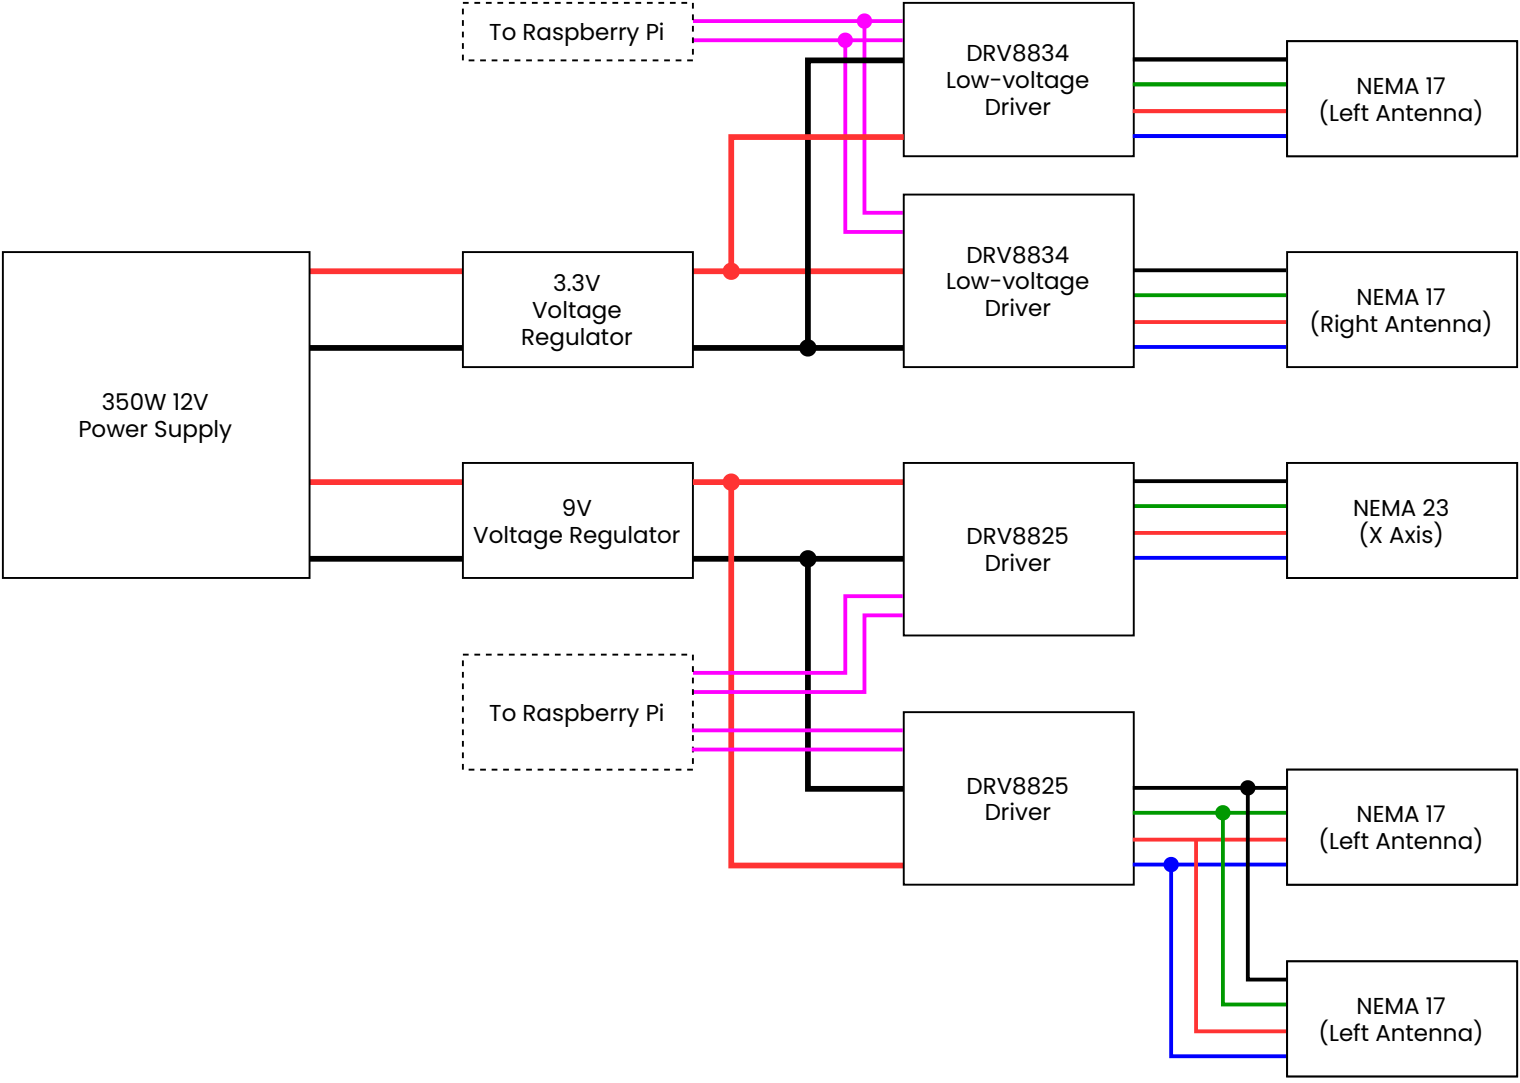 To Raspberry Pi
DRV8834
Low-voltage
Driver
NEMA 17
(Left Antenna)
DRV8834
Low-voltage
Driver
NEMA 17
(Right Antenna)
3.3V
Voltage
Regulator
350W 12V
Power Supply
9V
Voltage Regulator
DRV8825
Driver
NEMA 23
(X Axis)
To Raspberry Pi
DRV8825
Driver
NEMA 17
(Left Antenna)
NEMA 17
(Left Antenna)